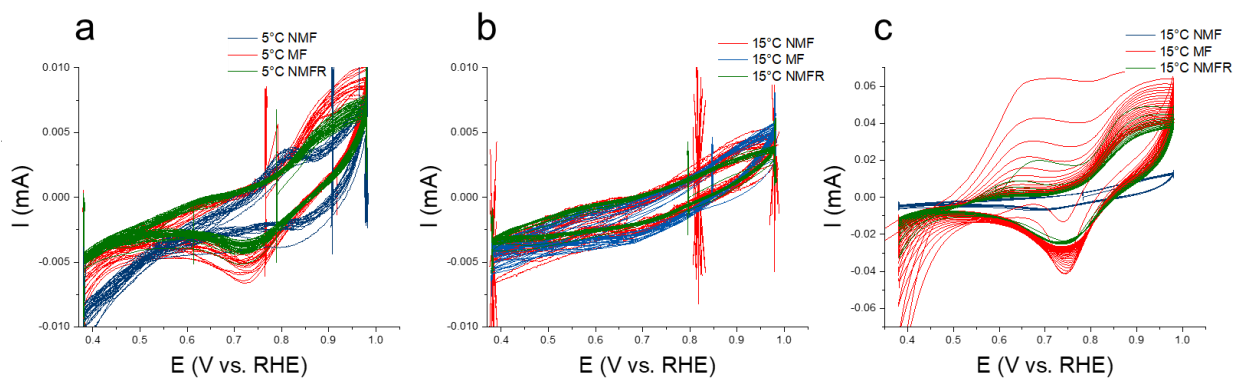 a
5°C NMF
5°C MF
5°C NMFR
0.010
0.005
0.000
-0.005
-0.010
I (mA)
0.4 0.5 0.6 0.7 0.8 0.9 1.0
E (V vs. RHE)
b
15°C NMF
15°C MF
15°C NMFR
0.010
0.005
0.000
-0.005
-0.010
I (mA)
0.4 0.5 0.6 0.7 0.8 0.9 1.0
E (V vs. RHE)
c
15°C NMF
15°C MF
15°C NMFR
0.06
0.04
0.02
0.00
-0.02
-0.04
-0.06
I (mA)
0.4 0.5 0.6 0.7 0.8 0.9 1.0
E (V vs. RHE)